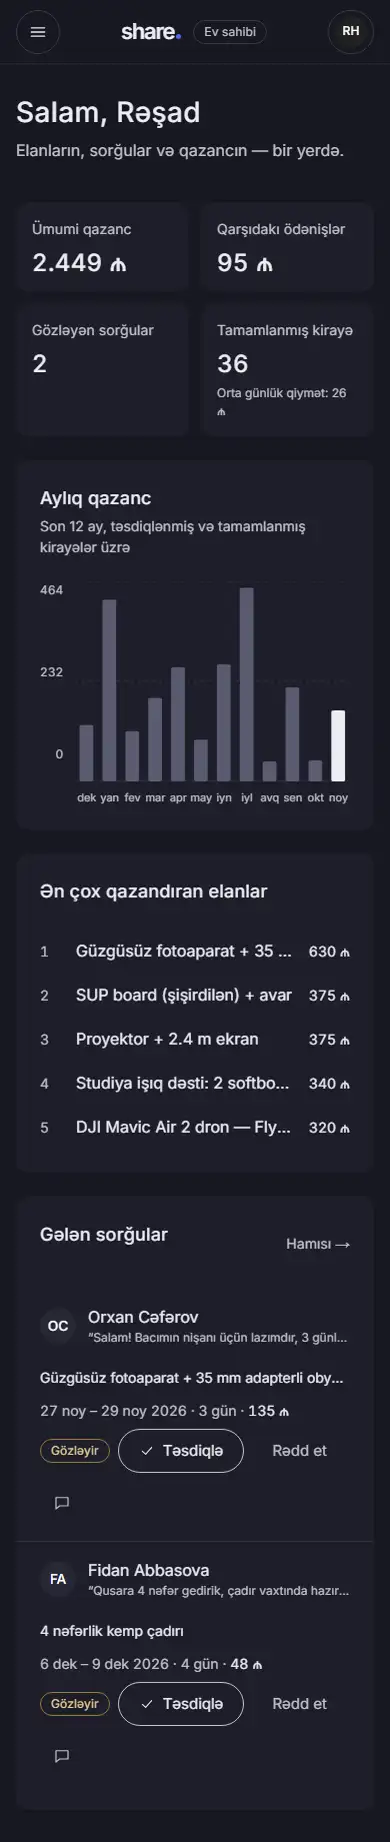 share.
Ev sahibi
RH
Salam, Rəşad
Elanların, sorğular və qazancın — bir yerdə.
Ümumi qazanc
2.449 ₼
Qarşıdakı ödənişlər
95 ₼
Gözləyən sorğular
2
Tamamlanmış kirayə
36
Orta günlük qiymət: 26
₼
Aylıq qazanc
Son 12 ay, təsdiqlənmiş və tamamlanmış
kirayələr üzrə
464
232
0
dek yan fev mar apr may iyn iyl avq sen okt noy
Ən çox qazandıran elanlar
1 Güzgüsüz fotoaparat + 35 ... 630 ₼
2 SUP board (şişirdilən) + avar 375 ₼
3 Proyektor + 2.4 m ekran 375 ₼
4 Studiya işıq dəsti: 2 softbo... 340 ₼
5 DJI Mavic Air 2 dron — Fly... 320 ₼
Gələn sorğular
Hamısı →
OC
Orxan Cəfərov
“Salam! Bacımın nişanı üçün lazımdır, 3 günl...
Güzgüsüz fotoaparat + 35 mm adapterli oby...
27 noy – 29 noy 2026 · 3 gün · 135 ₼
Gözləyir ✓ Təsdiqlə Rədd et
FA
Fidan Abbasova
“Qusara 4 nəfər gedirik, çadır vaxtında hazır...
4 nəfərlik kemp çadırı
6 dek – 9 dek 2026 · 4 gün · 48 ₼
Gözləyir ✓ Təsdiqlə Rədd et